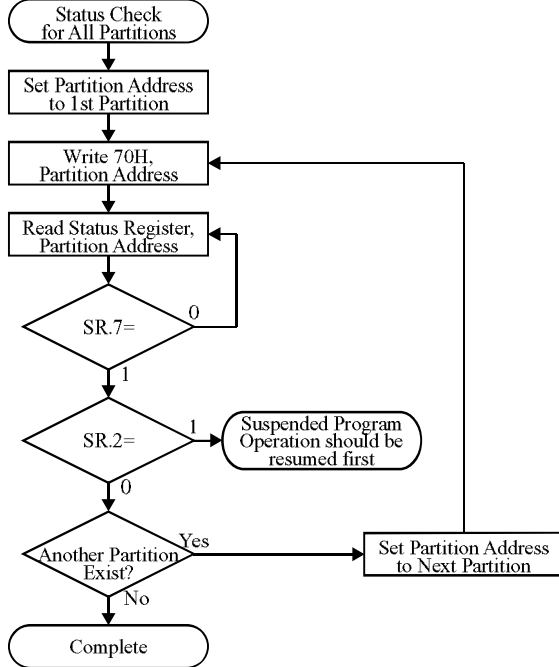 Status Check
for All Partitions
Set Partition Address
to 1st Partition
Write 70H,
Partition Address
Read Status Register,
Partition Address
SR.7=
0
1
SR.2=
1
Suspended Program
Operation should be
resumed first
0
Another Partition
Exist?
Yes
Set Partition Address
to Next Partition
No
Complete